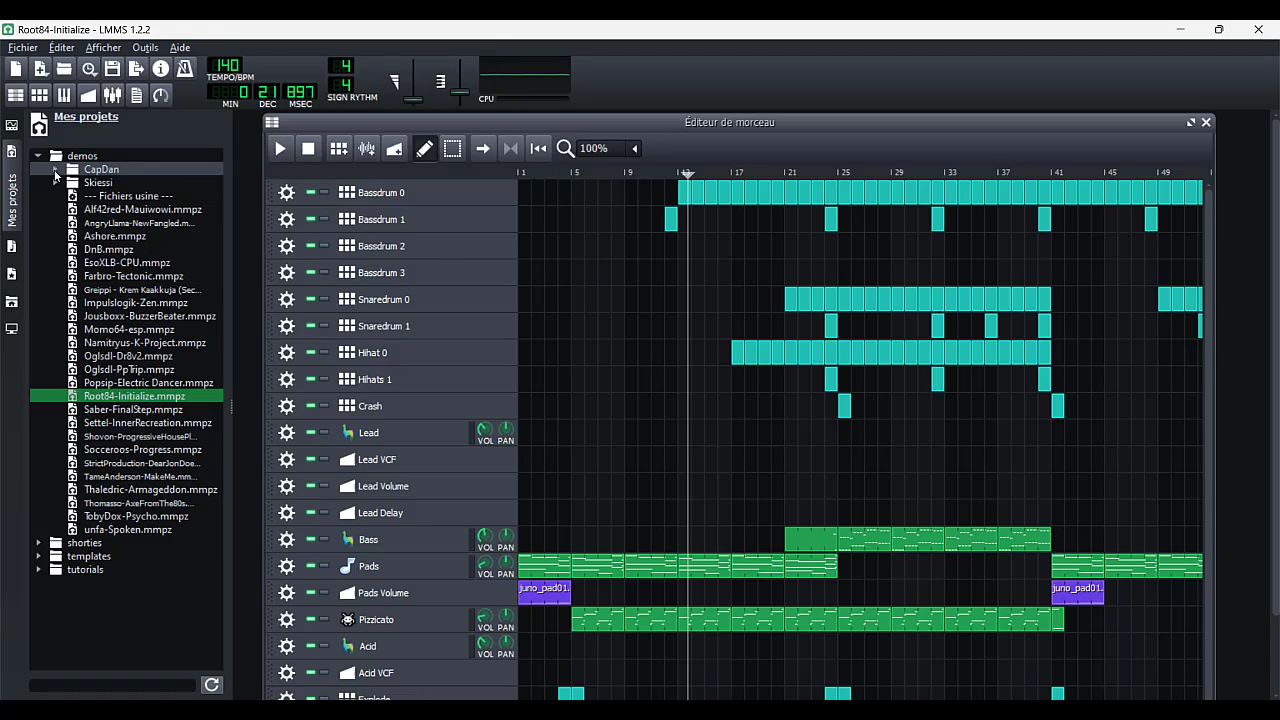 Root84-Initialize - LMMS 1.2.2
Fichier Éditer Afficher Outils Aide
140
TEMPO/BPM
0 21 897
MIN DEC MSEC
4
4
SIGN RYTHM
CPU
Mes projets
Mes projets
demos
CapDan
Skiessi
--- Fichiers usine ---
Alf42red-Mauiwowi.mmpz
AngryLlama-NewFangled.m...
Ashore.mmpz
DnB.mmpz
EsoXLB-CPU.mmpz
Farbro-Tectonic.mmpz
Greippi - Krem Kaakkuja (Sec...
Impulslogik-Zen.mmpz
Jousboxx-BuzzerBeater.mmpz
Momo64-esp.mmpz
Namitryus-K-Project.mmpz
Oglsdl-Dr8v2.mmpz
Oglsdl-PpTrip.mmpz
Popsip-Electric Dancer.mmpz
Root84-Initialize.mmpz
Saber-FinalStep.mmpz
Settel-InnerRecreation.mmpz
Shovon-ProgressiveHousePl...
Socceroos-Progress.mmpz
StrictProduction-DearJonDoe...
TameAnderson-MakeMe.mm...
Thaledric-Armageddon.mmpz
Thomasso-AxeFromThe80s....
TobyDox-Psycho.mmpz
unfa-Spoken.mmpz
shorties
templates
tutorials
Éditeur de morceau
100%
1 5 9 13 17 21 25 29 33 37 41 45 49
Bassdrum 0
Bassdrum 1
Bassdrum 2
Bassdrum 3
Snaredrum 0
Snaredrum 1
Hihat 0
Hihats 1
Crash
Lead VOL PAN
Lead VCF
Lead Volume
Lead Delay
Bass VOL PAN
Pads VOL PAN
Pads Volume juno_pad01. juno_pad01.
Pizzicato VOL PAN
Acid VOL PAN
Acid VCF
Explode